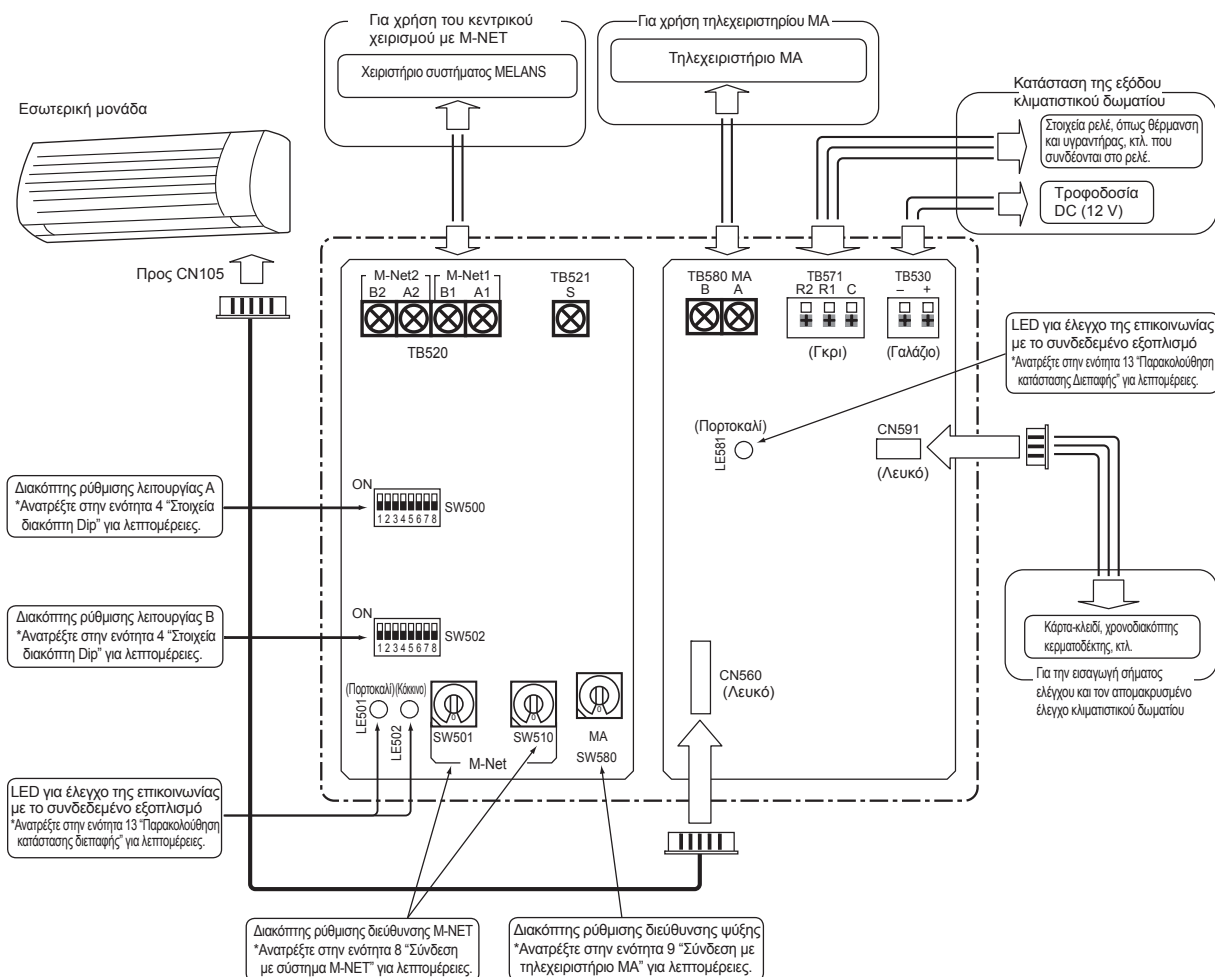 Για χρήση του κεντρικού
χειρισμού με M-NET
Χειριστήριο συστήματος MELANS
Για χρήση τηλεχειριστηρίου MA
Τηλεχειριστήριο MA
Κατάσταση της εξόδου
κλιματιστικού δωματίου
Στοιχεία ρελέ, όπως θέρμανση
και υγραντήρας, κτλ. που
συνδέονται στο ρελέ.
Τροφοδοσία
DC (12 V)
Εσωτερική μονάδα
Προς CN105
M-Net2 M-Net1
B2 A2 B1 A1
TB520
TB521
S
TB580 MA
B A
TB571
R2 R1 C
(Γκρι)
TB530
– +
(Γαλάζιο)
LED για έλεγχο της επικοινωνίας
με το συνδεδεμένο εξοπλισμό
*Ανατρέξτε στην ενότητα 13 “Παρακολούθηση
κατάστασης Διεπαφής” για λεπτομέρειες.
(Πορτοκαλί)
LE581
CN591
(Λευκό)
Διακόπτης ρύθμισης λειτουργίας A
*Ανατρέξτε στην ενότητα 4 “Στοιχεία
διακόπτη Dip” για λεπτομέρειες.
ON
1 2 3 4 5 6 7 8
SW500
Διακόπτης ρύθμισης λειτουργίας B
*Ανατρέξτε στην ενότητα 4 “Στοιχεία
διακόπτη Dip” για λεπτομέρειες.
ON
1 2 3 4 5 6 7 8
SW502
Κάρτα-κλειδί, χρονοδιακόπτης
κερματοδέκτης, κτλ.
Για την εισαγωγή σήματος
ελέγχου και τον απομακρυσμένο
έλεγχο κλιματιστικού δωματίου
CN560
(Λευκό)
(Πορτοκαλί) (Κόκκινο)
LE501
LE502
0
SW501
0
SW510
M-Net
0
MA
SW580
LED για έλεγχο της επικοινωνίας
με το συνδεδεμένο εξοπλισμό
*Ανατρέξτε στην ενότητα 13 “Παρακολούθηση
κατάστασης διεπαφής” για λεπτομέρειες.
Διακόπτης ρύθμισης διεύθυνσης M-NET
*Ανατρέξτε στην ενότητα 8 “Σύνδεση
με σύστημα M-NET” για λεπτομέρειες.
Διακόπτης ρύθμισης διεύθυνσης ψύξης
*Ανατρέξτε στην ενότητα 9 “Σύνδεση με
τηλεχειριστήριο MA” για λεπτομέρειες.